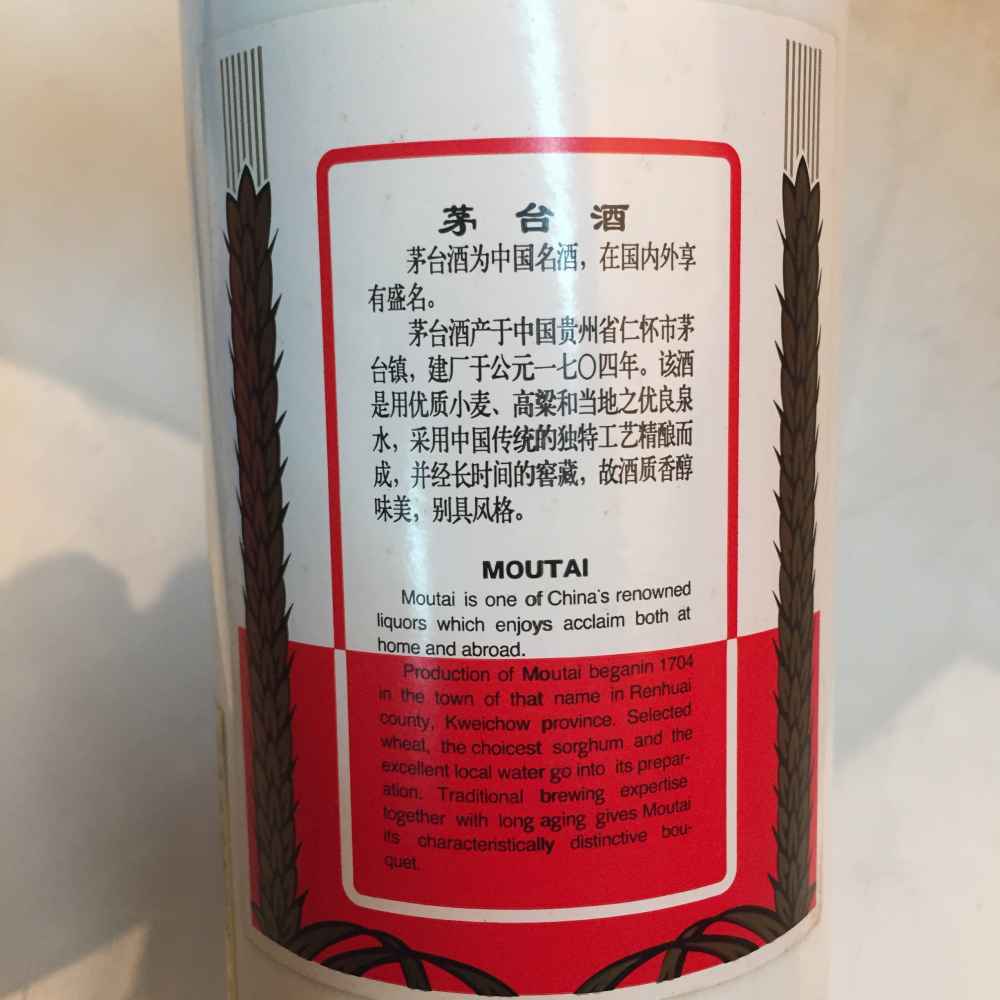 茅台酒
茅台酒为中国名酒，在国内外享
有盛名。
茅台酒产于中国贵州省仁怀市茅
台镇，建厂于公元一七〇四年。该酒
是用优质小麦、高粱和当地之优良泉
水，采用中国传统的独特工艺精酿而
成，并经长时间的窖藏，故酒质香醇
味美，别具风格。
MOUTAI
Moutai is one of China's renowned
liquors which enjoys acclaim both at
home and abroad.
Production of Moutai beganin 1704
in the town of that name in Renhuai
county, Kweichow province. Selected
wheat, the choicest sorghum and the
excellent local water go into its prepar-
ation. Traditional brewing expertise
together with long aging gives Moutai
its characteristically distinctive bou-
quet.